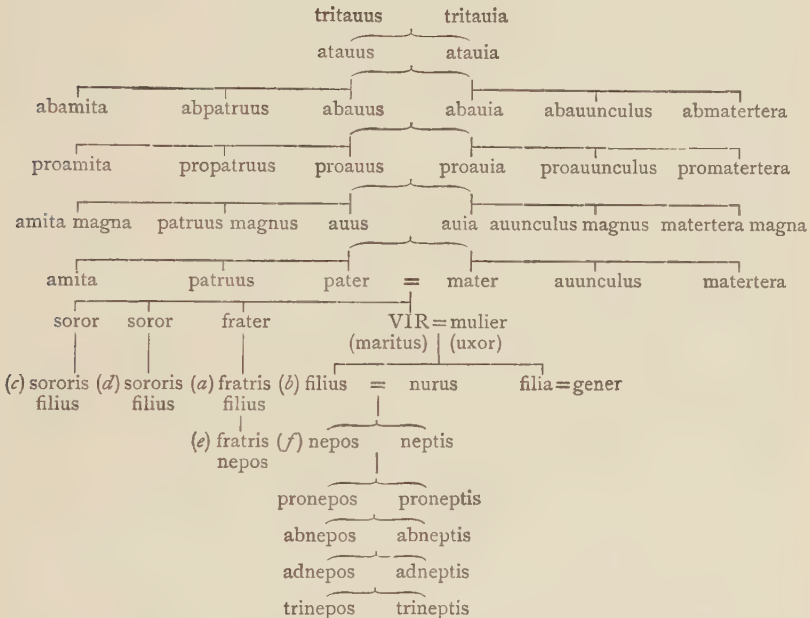 tritauus tritauia
atauus atauia
abamita abpatruus abauus abauia abauunculus abmatertera
proamita propatruus proauus proauia proauunculus promatertera
amita magna patruus magnus auus auia auunculus magnus matertera magna
amita patruus pater = mater auunculus matertera
soror soror frater VIR=mulier
(maritus) (uxor)
(c) sororis (d) sororis (a) fratris (b) filius = nurus filia=gener
filius filius filius
(e) fratris (f) nepos neptis
nepos
pronepos proneptis
abnepos abneptis
adnepos adneptis
trinepos trineptis